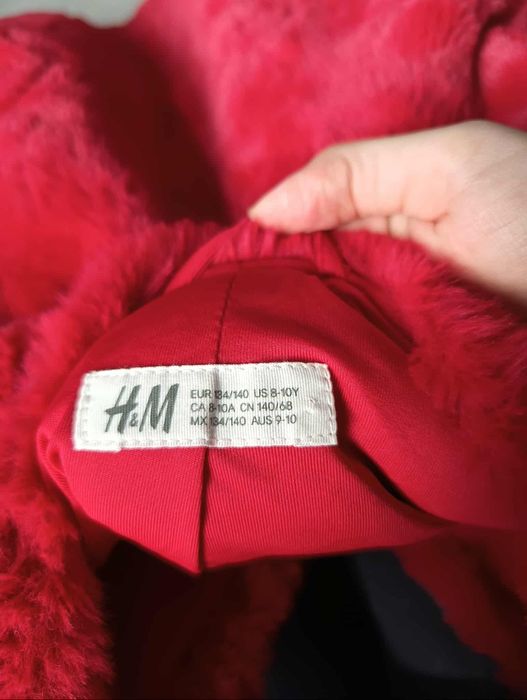 H&M
EUR 134/140 US 8-10Y
CA 8-10A CN 140/68
MX 134/140 AUS 9-10